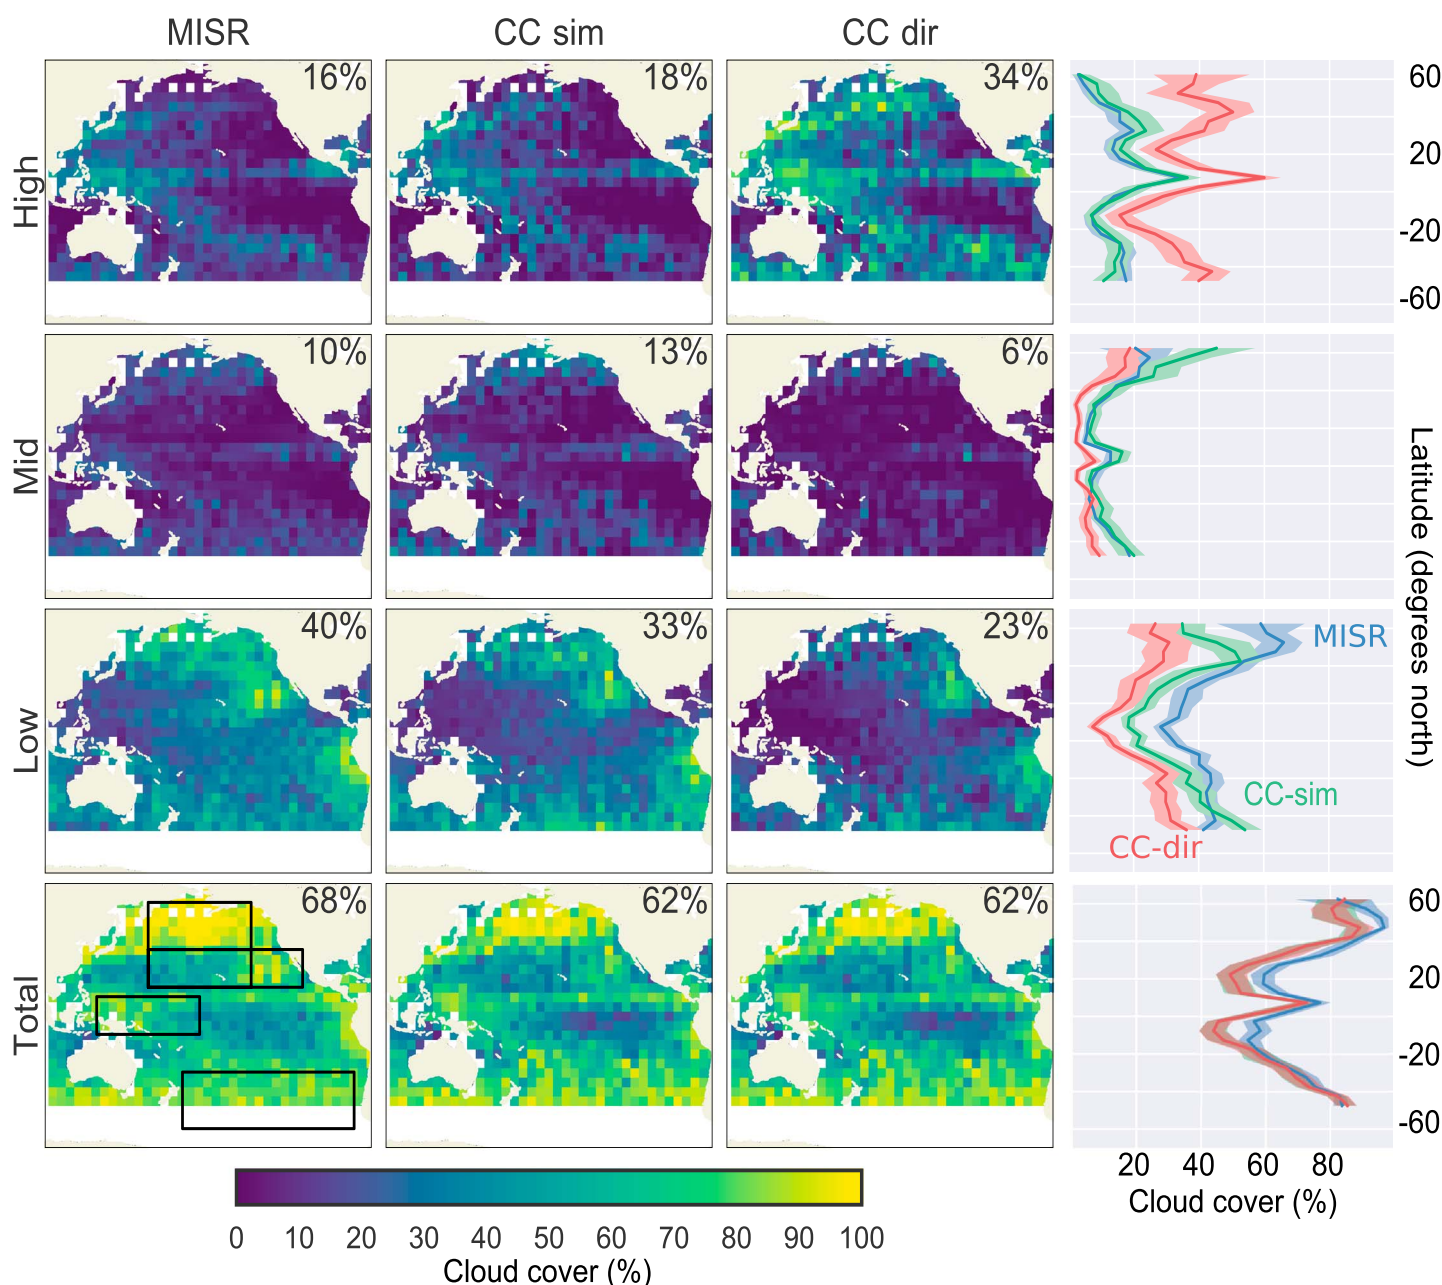 MISR CC sim CC dir
High 16% 18% 34% 60
20
-20
-60
Mid 10% 13% 6%
Latitude (degrees north)
Low 40% 33% 23% MISR
CC-sim
CC-dir
Total 68% 62% 62% 60
20
-20
-60
20 40 60 80
Cloud cover (%)
0 10 20 30 40 50 60 70 80 90 100
Cloud cover (%)